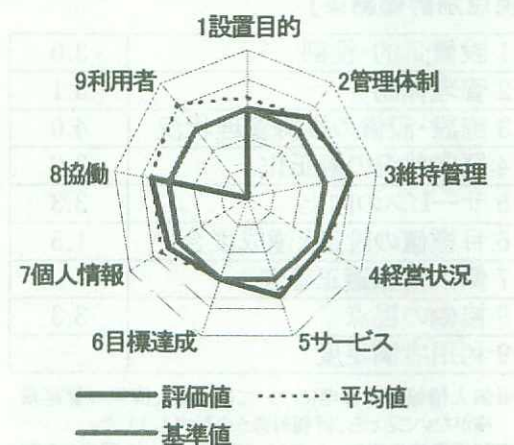 1設置目的
9利用者
2管理体制
8協働
3維持管理
7個人情報
4経営状況
6目標達成
5サービス
評価値
平均値
基準値